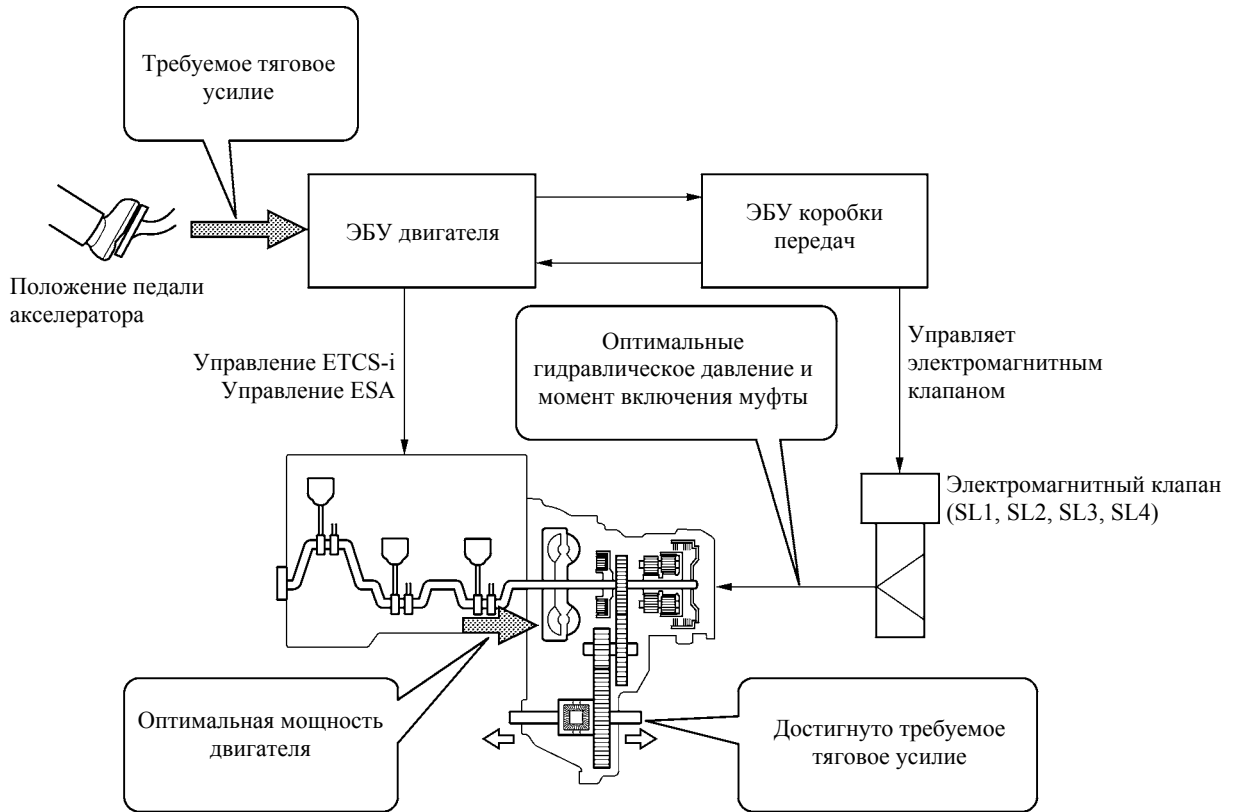 Требуемое тяговое
усилие
ЭБУ двигателя
ЭБУ коробки
передач
Положение педали
акселератора
Управление ETCS-i
Управление ESA
Оптимальные
гидравлическое давление и
момент включения муфты
Управляет
электромагнитным
клапаном
Электромагнитный клапан
(SL1, SL2, SL3, SL4)
Оптимальная мощность
двигателя
Достигнуто требуемое
тяговое усилие